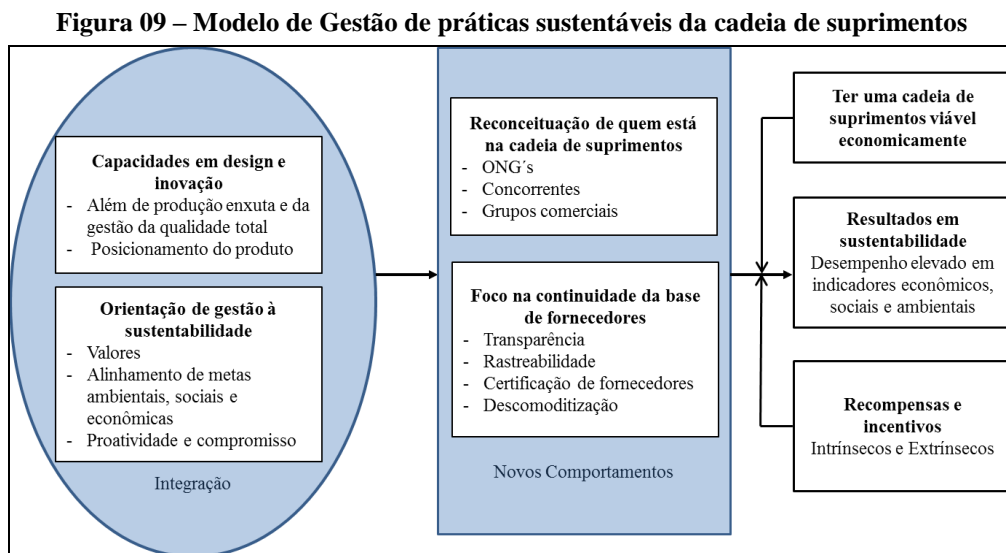 Figura 09 – Modelo de Gestão de práticas sustentáveis da cadeia de suprimentos
Capacidades em design e
inovação
- Além de produção enxuta e da
gestão da qualidade total
- Posicionamento do produto
Orientação de gestão à
sustentabilidade
- Valores
- Alinhamento de metas
ambientais, sociais e
econômicas
- Proatividade e compromisso
Integração
Reconceituação de quem está
na cadeia de suprimentos
- ONG´s
- Concorrentes
- Grupos comerciais
Foco na continuidade da base
de fornecedores
- Transparência
- Rastreabilidade
- Certificação de fornecedores
- Descomoditização
Novos Comportamentos
Ter uma cadeia de
suprimentos viável
economicamente
Resultados em
sustentabilidade
Desempenho elevado em
indicadores econômicos,
sociais e ambientais
Recompensas e
incentivos
Intrínsecos e Extrínsecos